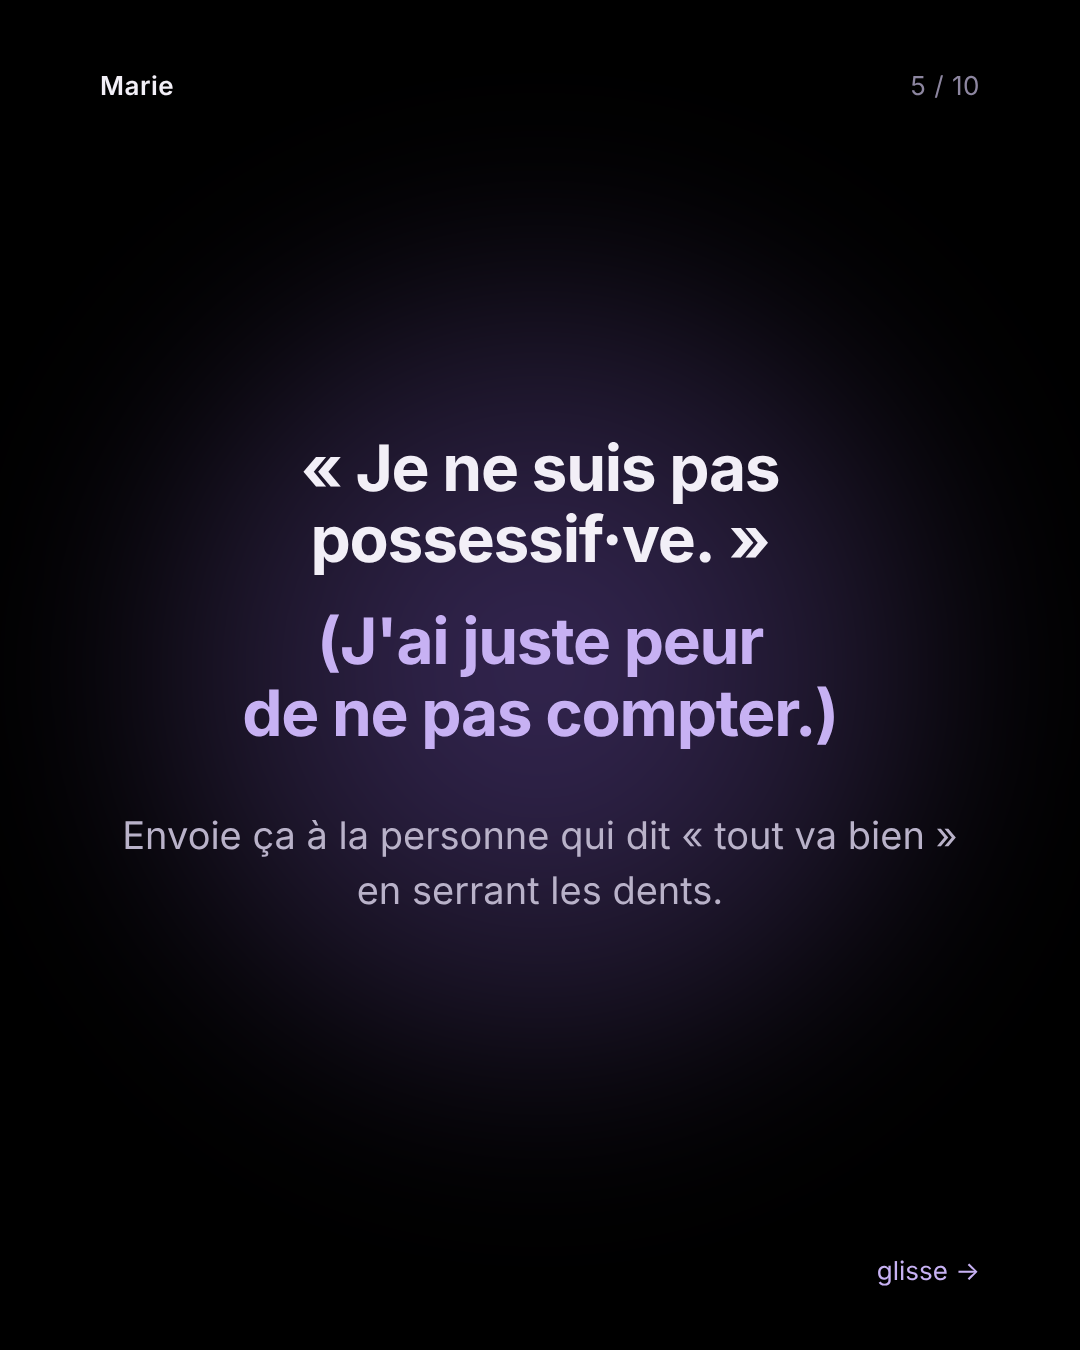 Marie
5 / 10
« Je ne suis pas
possessif·ve. »
(J'ai juste peur
de ne pas compter.)
Envoie ça à la personne qui dit « tout va bien »
en serrant les dents.
glisse →